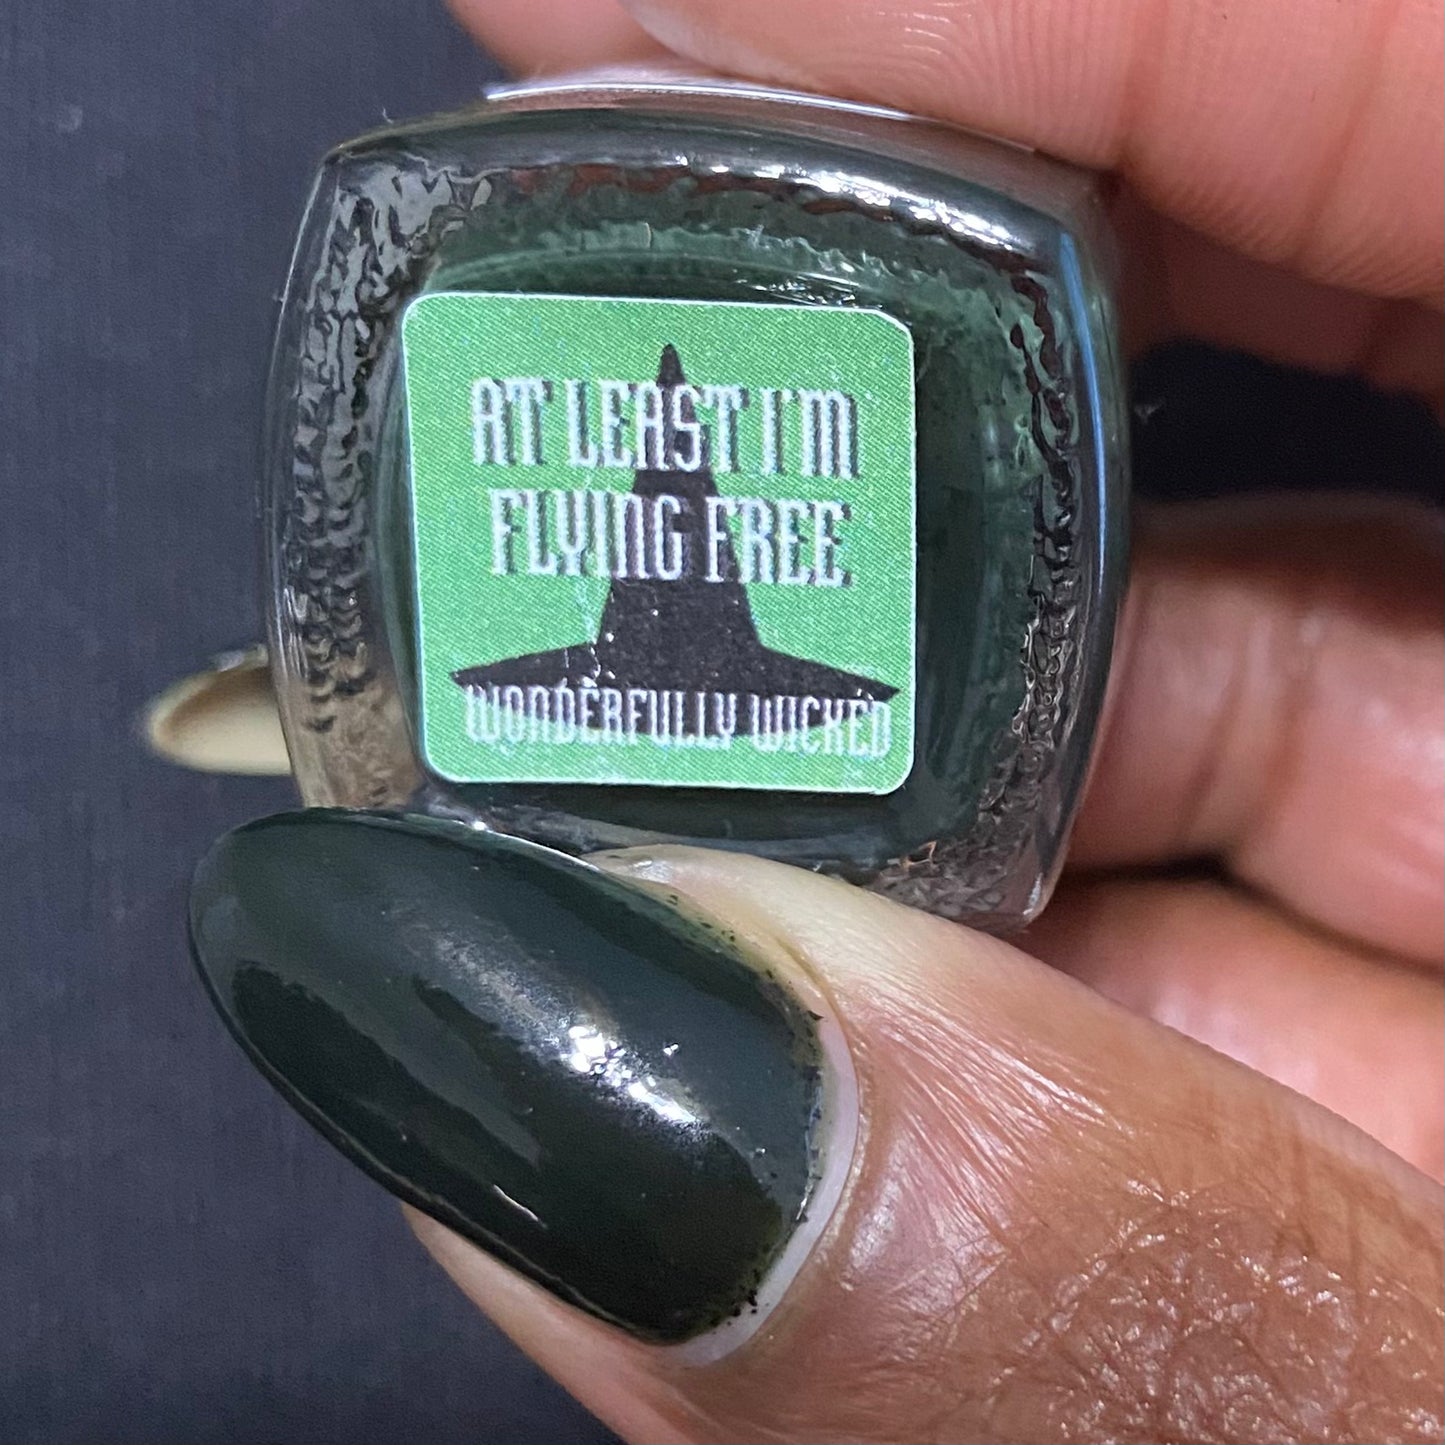 AT LEAST I'M
FLYING FREE
WONDERFULLY WICKED